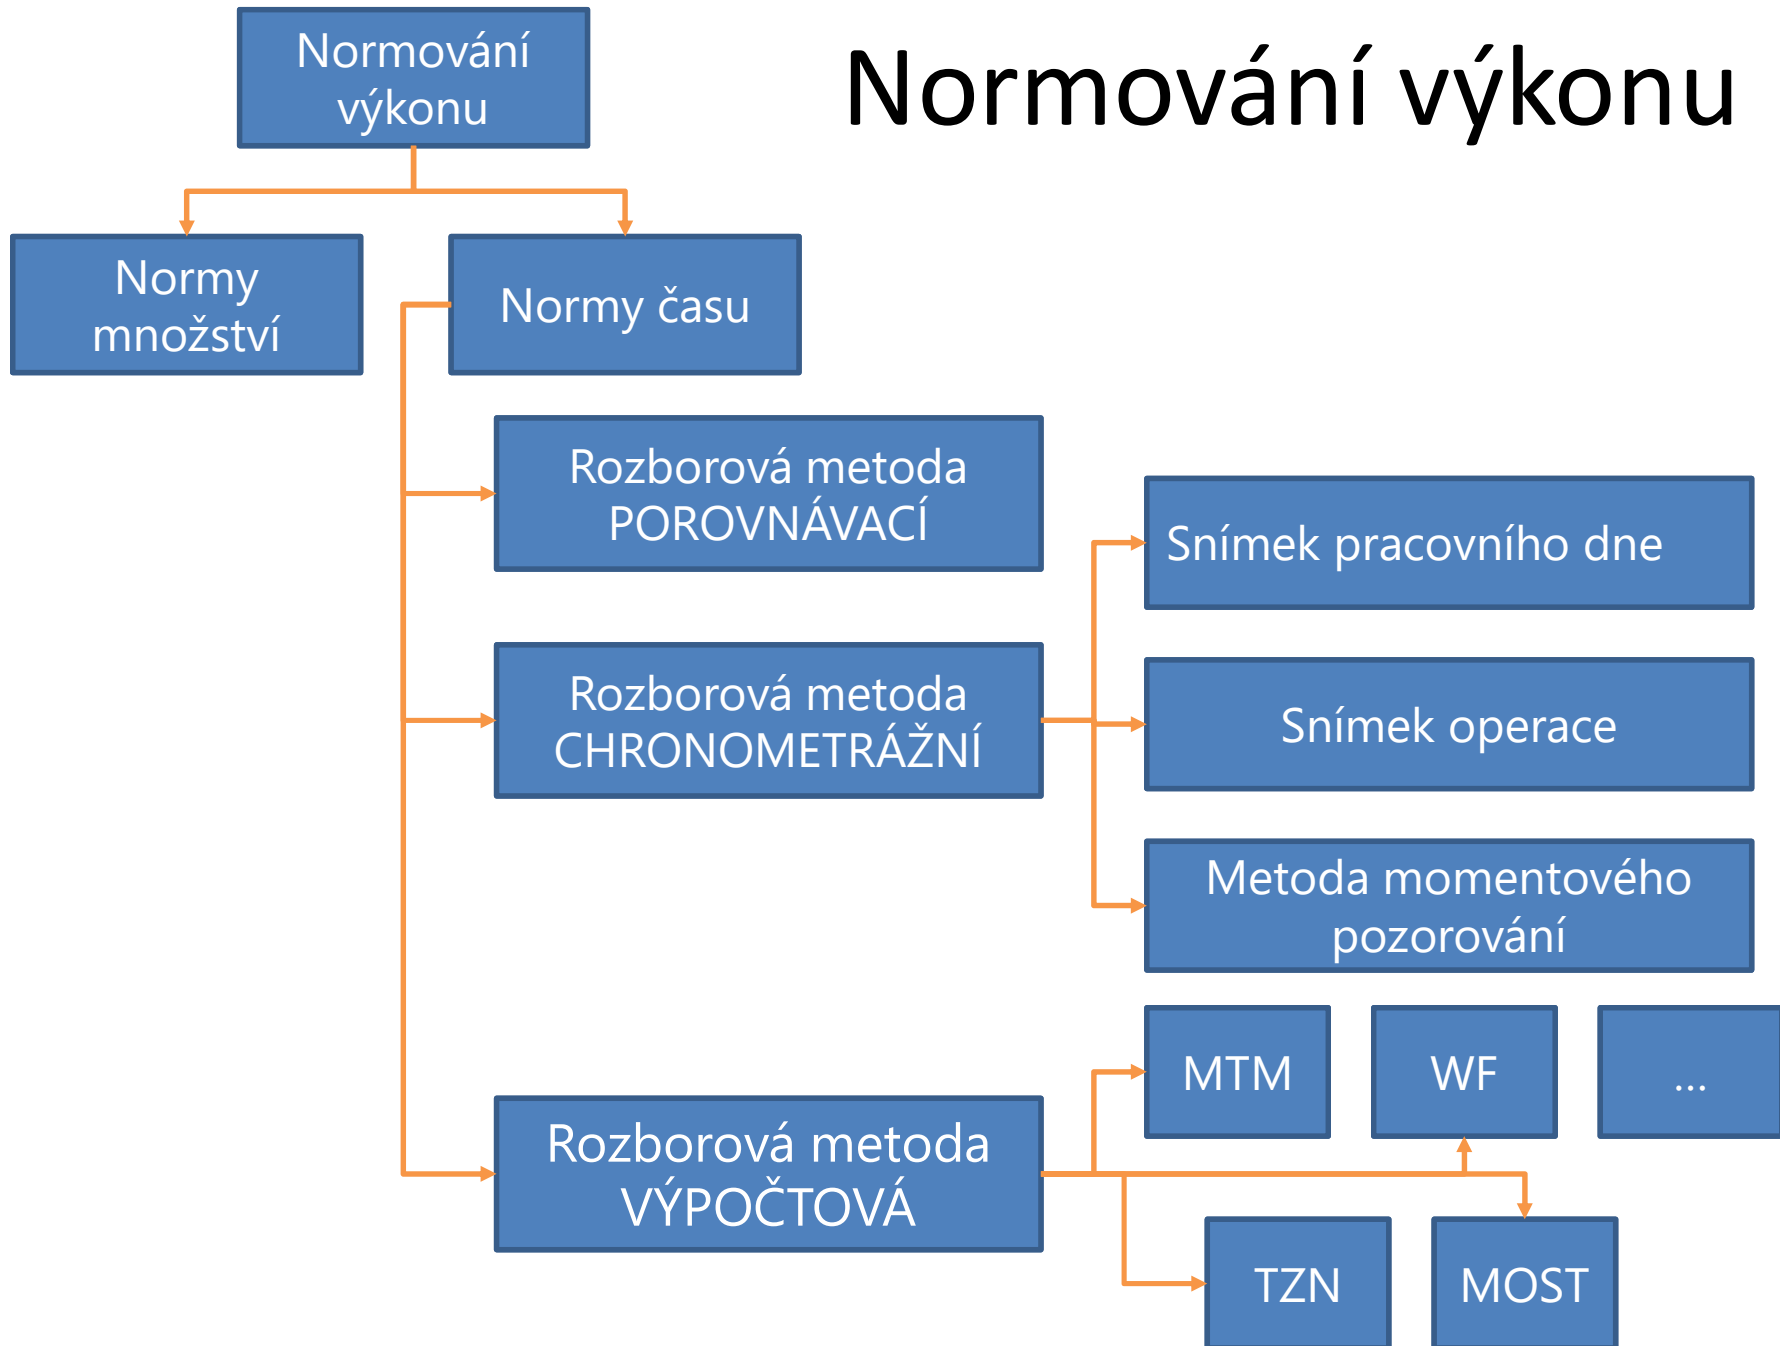 Normování výkonu
Normování
výkonu
Normy
množství
Normy času
Rozborová metoda
POROVNÁVACÍ
Rozborová metoda
CHRONOMETRÁŽNÍ
Snímek pracovního dne
Snímek operace
Metoda momentového
pozorování
Rozborová metoda
VÝPOČTOVÁ
MTM
WF
...
TZN
MOST